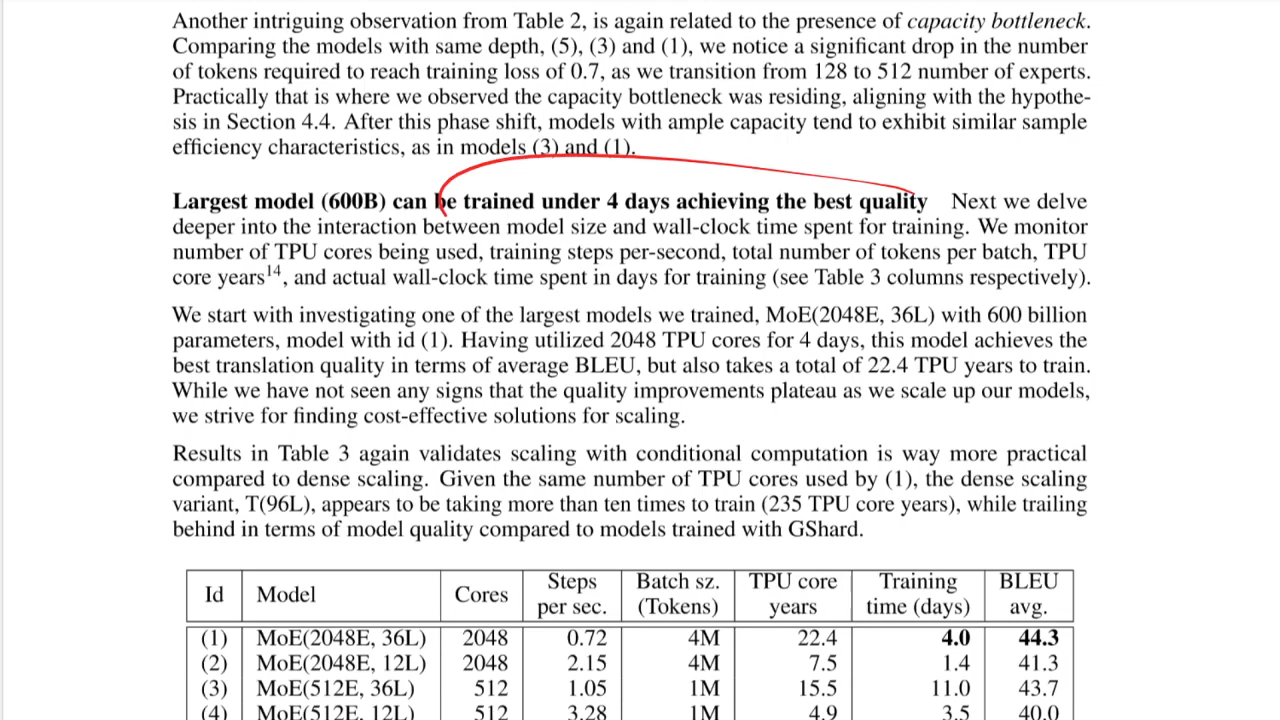 Another intriguing observation from Table 2, is again related to the presence of capacity bottleneck.
Comparing the models with same depth, (5), (3) and (1), we notice a significant drop in the number
of tokens required to reach training loss of 0.7, as we transition from 128 to 512 number of experts.
Practically that is where we observed the capacity bottleneck was residing, aligning with the hypothe-
sis in Section 4.4. After this phase shift, models with ample capacity tend to exhibit similar sample
efficiency characteristics, as in models (3) and (1).
Largest model (600B) can be trained under 4 days achieving the best quality Next we delve
deeper into the interaction between model size and wall-clock time spent for training. We monitor
number of TPU cores being used, training steps per-second, total number of tokens per batch, TPU
core years14, and actual wall-clock time spent in days for training (see Table 3 columns respectively).
We start with investigating one of the largest models we trained, MoE(2048E, 36L) with 600 billion
parameters, model with id (1). Having utilized 2048 TPU cores for 4 days, this model achieves the
best translation quality in terms of average BLEU, but also takes a total of 22.4 TPU years to train.
While we have not seen any signs that the quality improvements plateau as we scale up our models,
we strive for finding cost-effective solutions for scaling.
Results in Table 3 again validates scaling with conditional computation is way more practical
compared to dense scaling. Given the same number of TPU cores used by (1), the dense scaling
variant, T(96L), appears to be taking more than ten times to train (235 TPU core years), while trailing
behind in terms of model quality compared to models trained with GShard.
Id Model Cores Steps per sec. Batch sz. (Tokens) TPU core years Training time (days) BLEU avg.
(1) MoE(2048E, 36L) 2048 0.72 4M 22.4 4.0 44.3
(2) MoE(2048E, 12L) 2048 2.15 4M 7.5 1.4 41.3
(3) MoE(512E, 36L) 512 1.05 1M 15.5 11.0 43.7
(4) MoE(512E, 12L) 512 3.28 1M 4.9 3.5 40.0